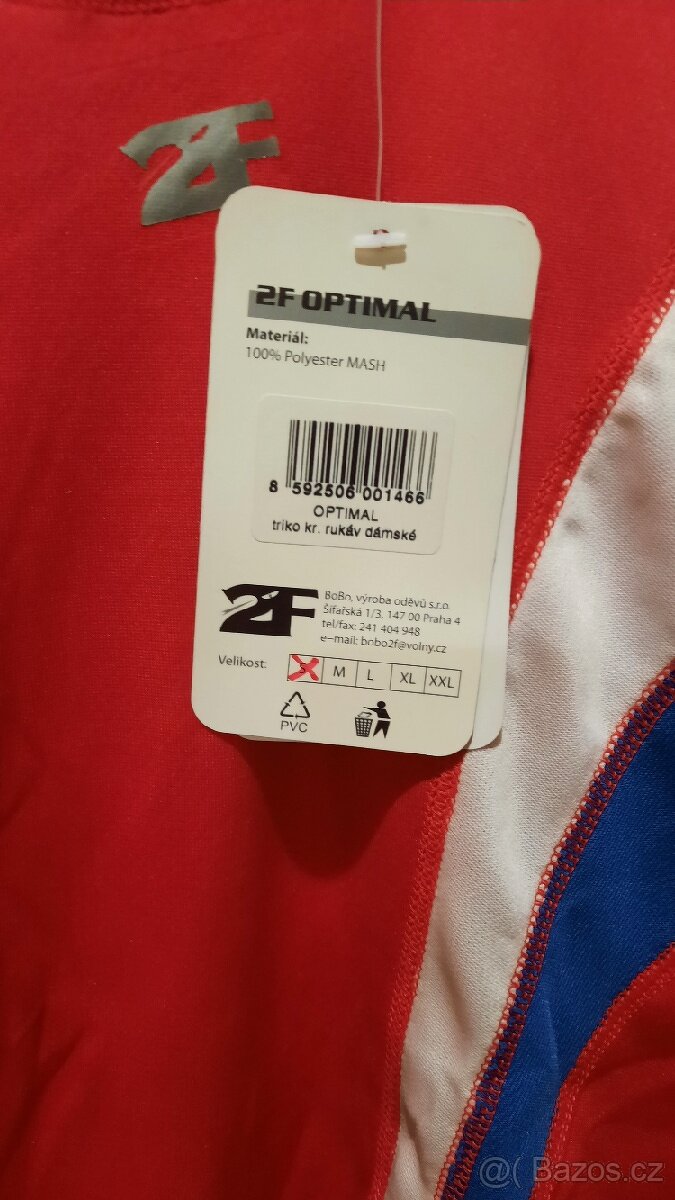 2F
2F OPTIMAL
Materiál:
100% Polyester MASH
8 592506 001466
OPTIMAL
triko kr. rukáv dámské
2F
BoBo, výroba oděvů s.r.o.
Šífařská 1/3, 147 00 Praha 4
tel/fax: 241 404 948
e-mail: bobo2f@volny.cz
Velikost: S M L XL XXL
PVC
@( Bazos.cz